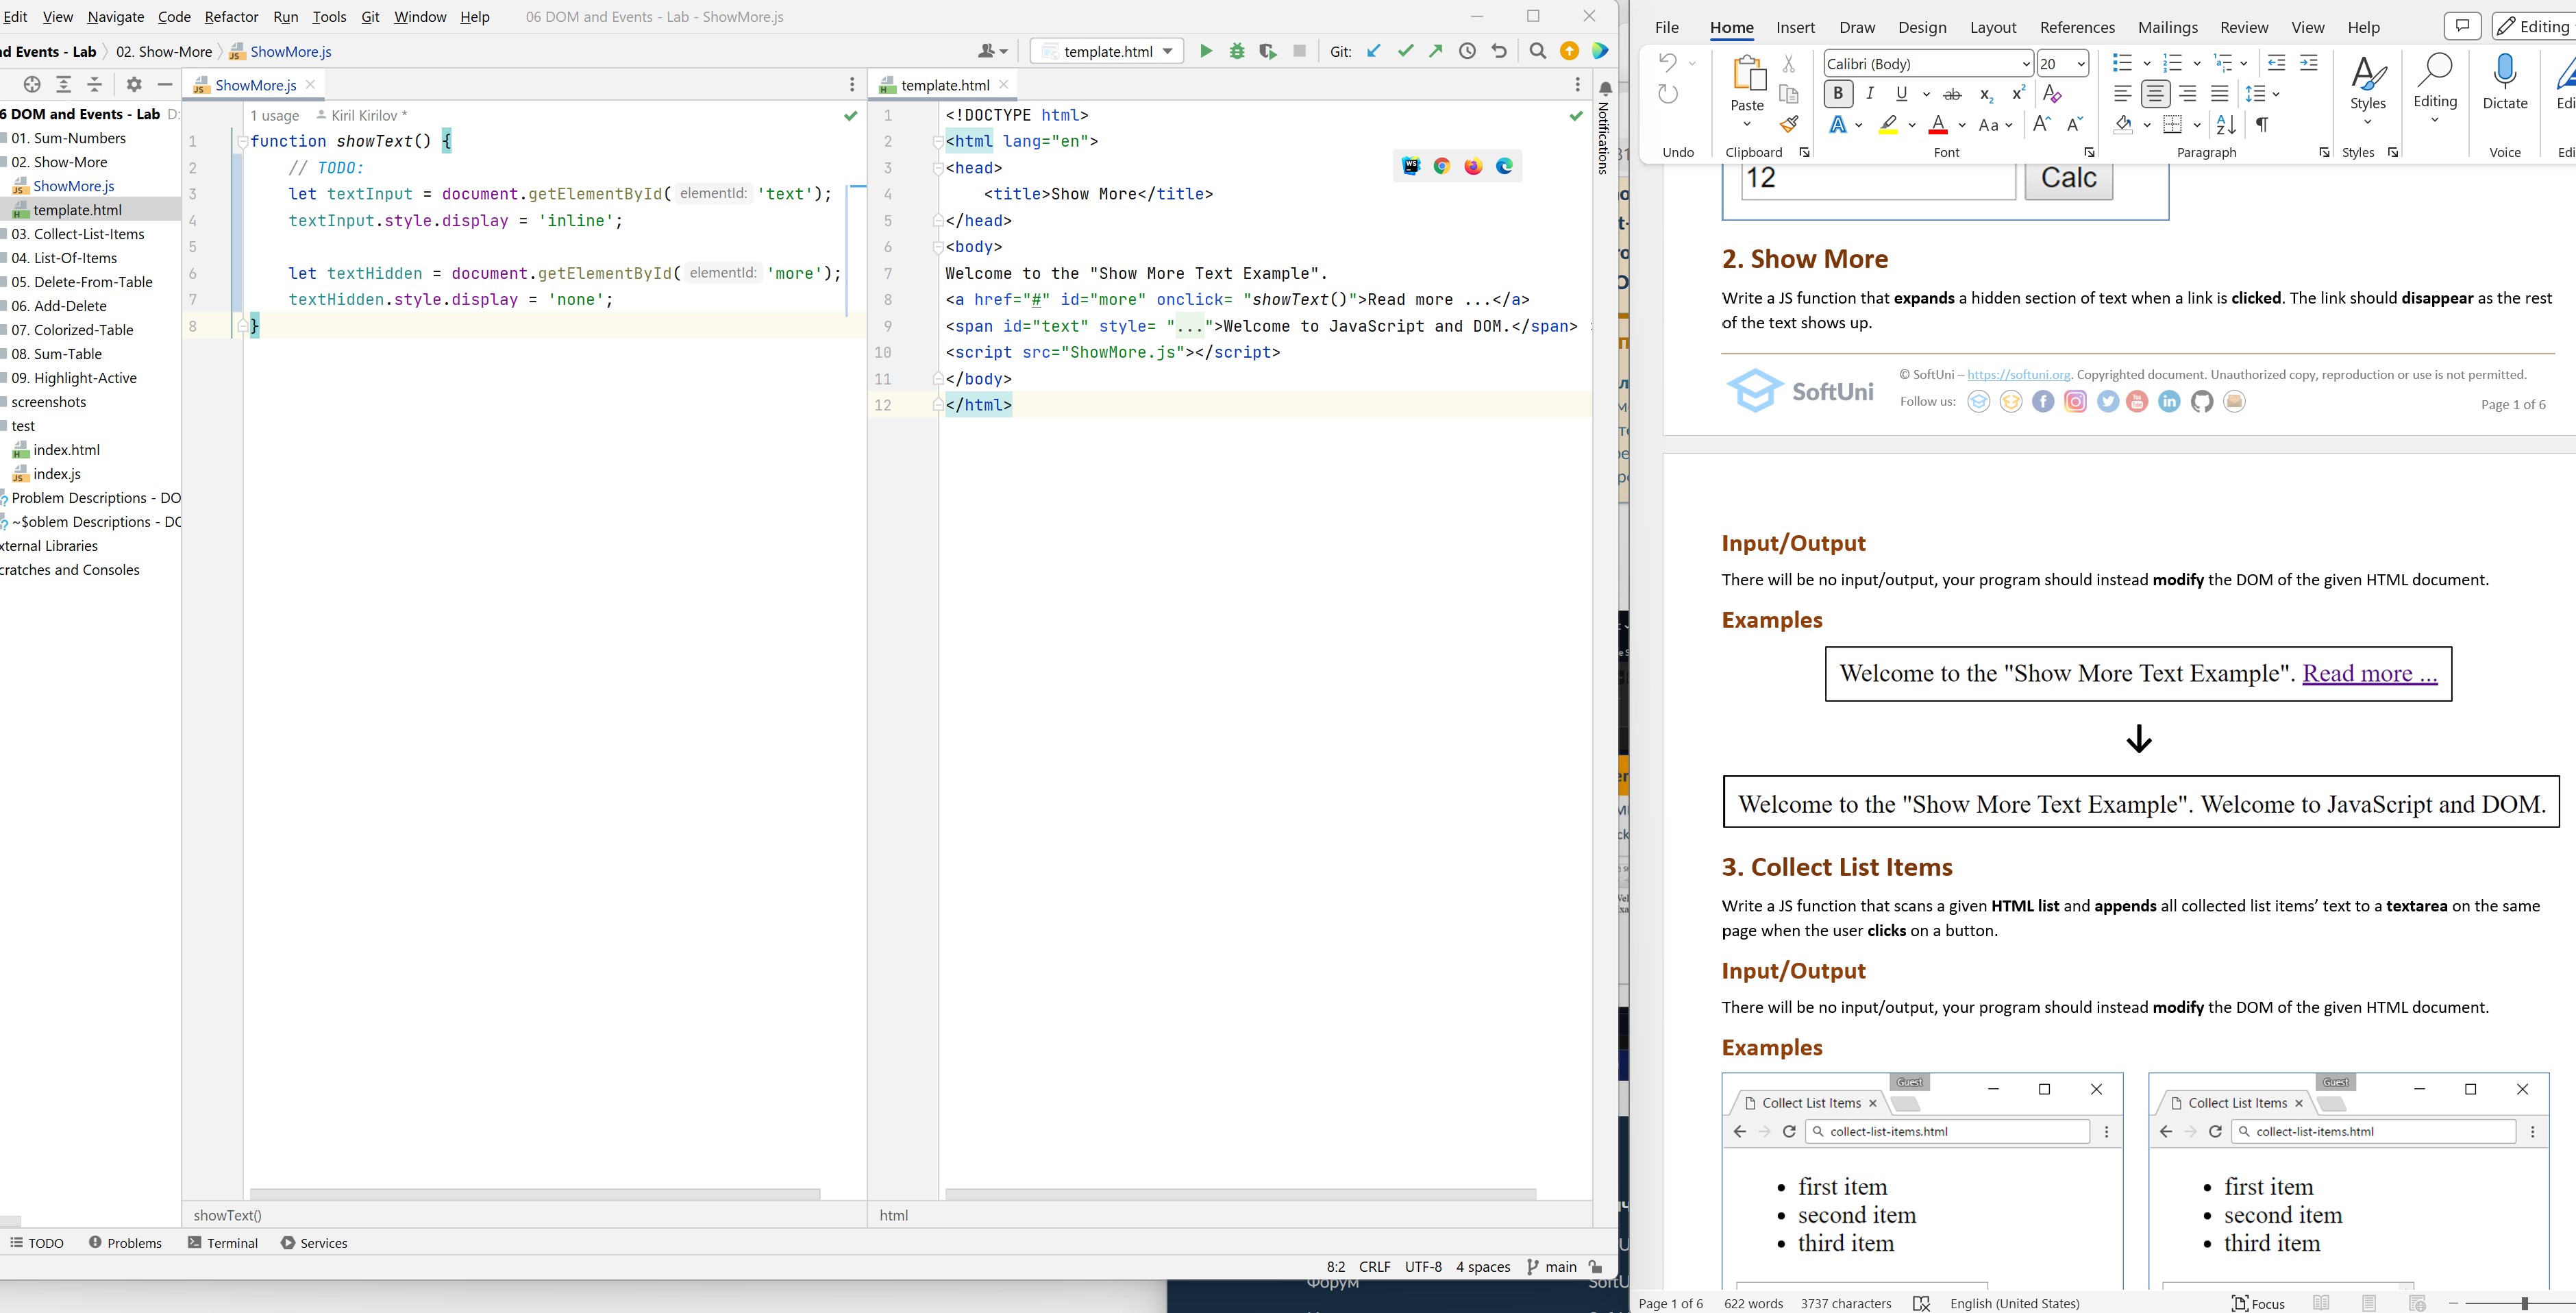 Edit View Navigate Code Refactor Run Tools Git Window Help 06 DOM and Events - Lab - ShowMore.js
nd Events - Lab 02. Show-More ShowMore.js template.html Git:
ShowMore.js
template.html
Notifications
6 DOM and Events - Lab D:
01. Sum-Numbers
02. Show-More
ShowMore.js
template.html
03. Collect-List-Items
04. List-Of-Items
05. Delete-From-Table
06. Add-Delete
07. Colorized-Table
08. Sum-Table
09. Highlight-Active
screenshots
test
index.html
index.js
Problem Descriptions - DO
~$oblem Descriptions - DO
xternal Libraries
cratches and Consoles
1 usage Kiril Kirilov *
1 function showText() {
2 // TODO:
3 let textInput = document.getElementById( elementId: 'text');
4 textInput.style.display = 'inline';
5
6 let textHidden = document.getElementById( elementId: 'more');
7 textHidden.style.display = 'none';
8 }
1 <!DOCTYPE html>
2 <html lang="en">
3 <head>
4 <title>Show More</title>
5 </head>
6 <body>
7 Welcome to the "Show More Text Example".
8 <a href="#" id="more" onclick= "showText()">Read more ...</a>
9 <span id="text" style= "...">Welcome to JavaScript and DOM.</span>
10 <script src="ShowMore.js"></script>
11 </body>
12 </html>
showText()
html
TODO Problems Terminal Services
8:2 CRLF UTF-8 4 spaces main
Форум
File Home Insert Draw Design Layout References Mailings Review View Help Editing
Calibri (Body) 20
Paste
Styles Editing Dictate Edi
Undo Clipboard Font Paragraph Styles Voice Edi
12 Calc
2. Show More
Write a JS function that expands a hidden section of text when a link is clicked. The link should disappear as the rest
of the text shows up.
SoftUni
© SoftUni – https://softuni.org. Copyrighted document. Unauthorized copy, reproduction or use is not permitted.
Follow us:
Page 1 of 6
Input/Output
There will be no input/output, your program should instead modify the DOM of the given HTML document.
Examples
Welcome to the "Show More Text Example". Read more ...
Welcome to the "Show More Text Example". Welcome to JavaScript and DOM.
3. Collect List Items
Write a JS function that scans a given HTML list and appends all collected list items’ text to a textarea on the same
page when the user clicks on a button.
Input/Output
There will be no input/output, your program should instead modify the DOM of the given HTML document.
Examples
Guest
Collect List Items
collect-list-items.html
• first item
• second item
• third item
Guest
Collect List Items
collect-list-items.html
• first item
• second item
• third item
Page 1 of 6 622 words 3737 characters English (United States) Focus